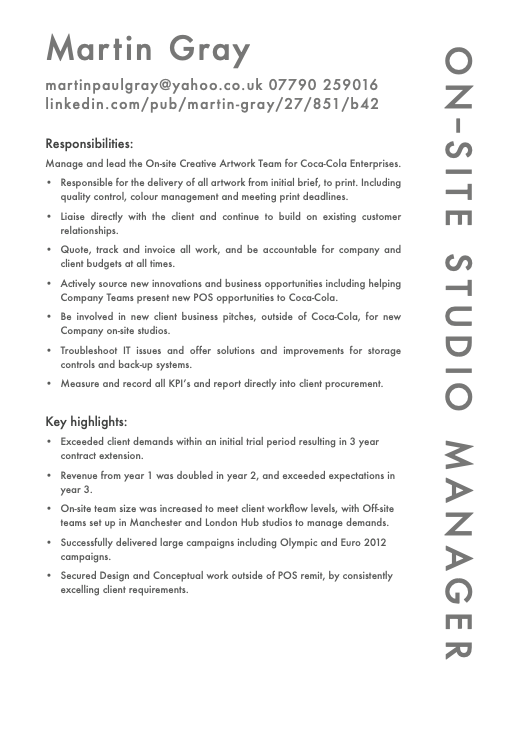 Martin Gray
martinpaulgray@yahoo.co.uk 07790 259016
linkedin.com/pub/martin-gray/27/851/b42
ON-SITE STUDIO MANAGER
Responsibilities:
Manage and lead the On-site Creative Artwork Team for Coca-Cola Enterprises.
• Responsible for the delivery of all artwork from initial brief, to print. Including
quality control, colour management and meeting print deadlines.
• Liaise directly with the client and continue to build on existing customer
relationships.
• Quote, track and invoice all work, and be accountable for company and
client budgets at all times.
• Actively source new innovations and business opportunities including helping
Company Teams present new POS opportunities to Coca-Cola.
• Be involved in new client business pitches, outside of Coca-Cola, for new
Company on-site studios.
• Troubleshoot IT issues and offer solutions and improvements for storage
controls and back-up systems.
• Measure and record all KPI's and report directly into client procurement.
Key highlights:
• Exceeded client demands within an initial trial period resulting in 3 year
contract extension.
• Revenue from year 1 was doubled in year 2, and exceeded expectations in
year 3.
• On-site team size was increased to meet client workflow levels, with Off-site
teams set up in Manchester and London Hub studios to manage demands.
• Successfully delivered large campaigns including Olympic and Euro 2012
campaigns.
• Secured Design and Conceptual work outside of POS remit, by consistently
excelling client requirements.